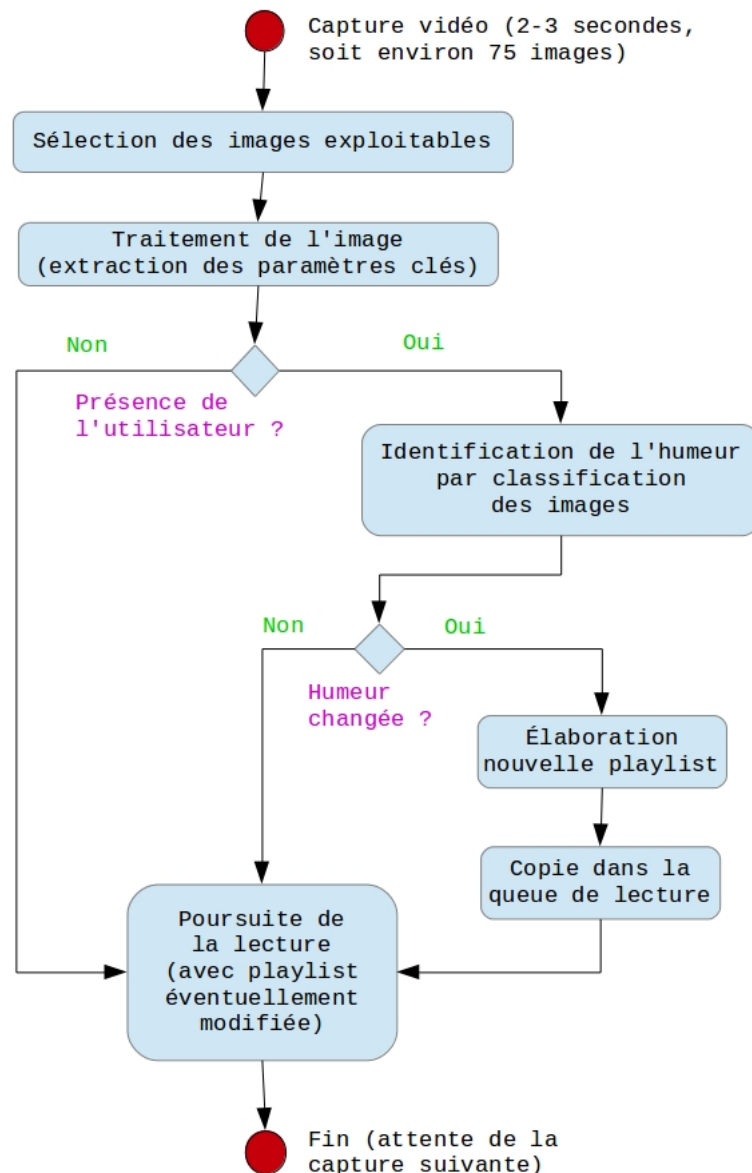 Capture vidéo (2-3 secondes,
soit environ 75 images)
Sélection des images exploitables
Traitement de l'image
(extraction des paramètres clés)
Non
Oui
Présence de
l'utilisateur ?
Identification de l'humeur
par classification
des images
Non
Oui
Humeur
changée ?
Élaboration
nouvelle playlist
Copie dans la
queue de lecture
Poursuite de
la lecture
(avec playlist
éventuellement
modifiée)
Fin (attente de la
capture suivante)